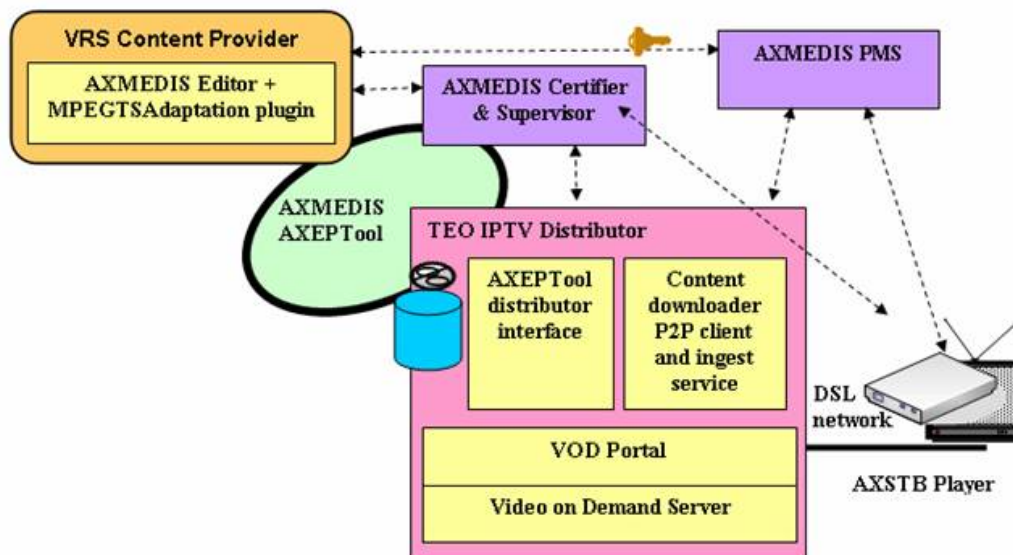 VRS Content Provider
AXMEDIS Editor +
MPEGTSAdaptation plugin
AXMEDIS Certifier
& Supervisor
AXMEDIS PMS
AXMEDIS
AXEPTool
TEO IPTV Distributor
AXEPTool
distributor
interface
Content
downloader
P2P client
and ingest
service
DSL
network
VOD Portal
Video on Demand Server
AXSTB Player